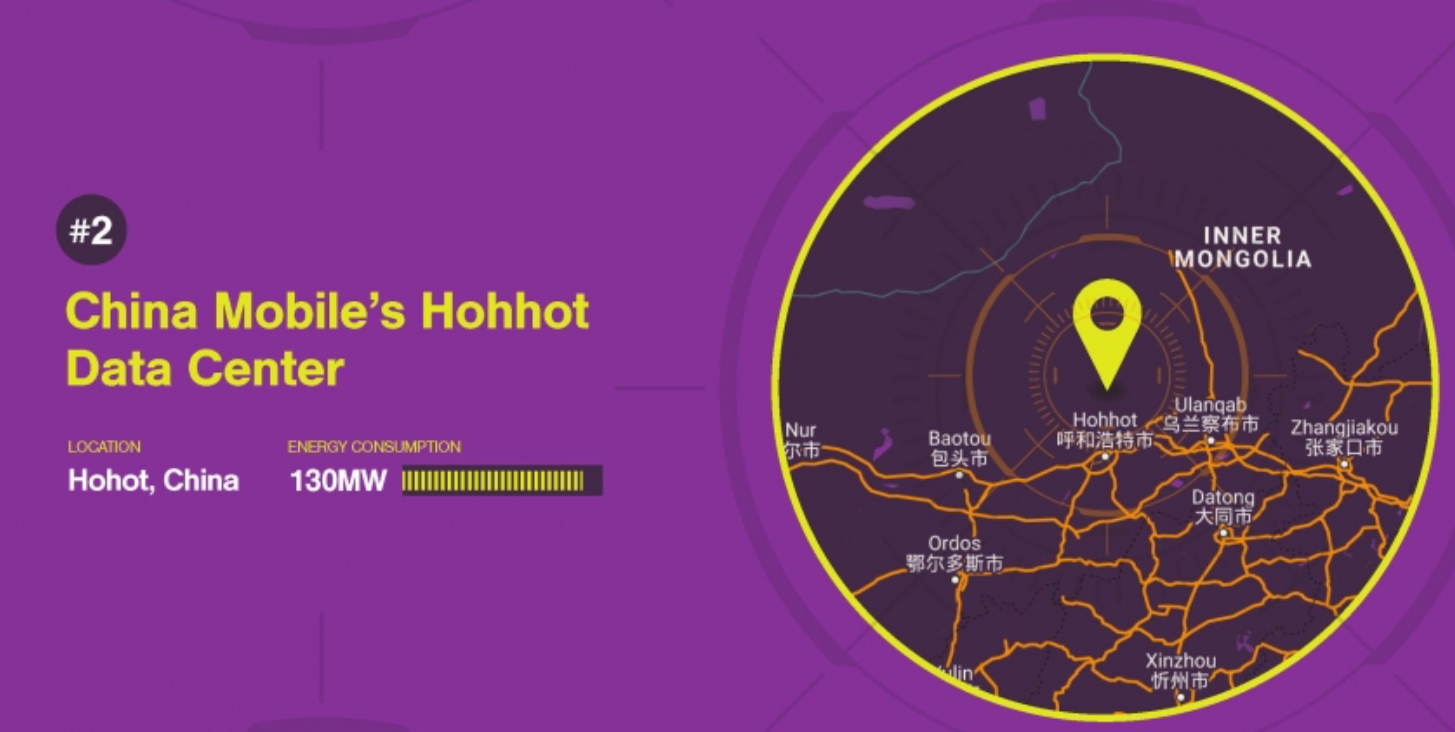 #2
China Mobile’s Hohhot
Data Center
LOCATION
Hohot, China
ENERGY CONSUMPTION
130MW
INNER
MONGOLIA
Nur
尔市
Baotou
包头市
Hohhot
呼和浩特市
Ulanqab
乌兰察布市
Zhangjiakou
张家口市
Datong
大同市
Ordos
鄂尔多斯市
Xinzhou
忻州市